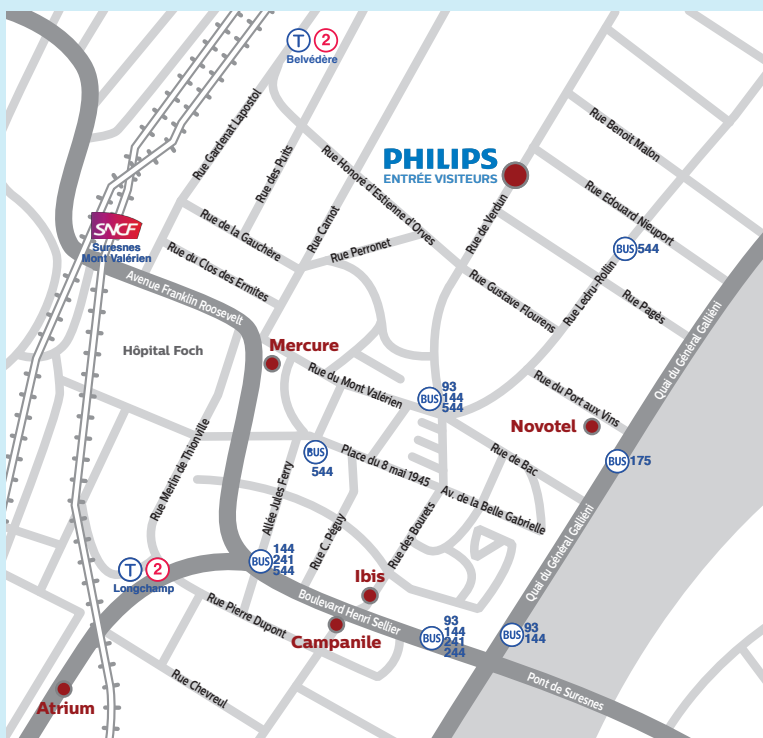 T 2
Belvédère
Rue Gardenat Lapostol
Rue des Puits
Rue Honoré d'Estienne d'Orves
Rue Benoit Malon
PHILIPS
ENTRÉE VISITEURS
Rue Edouard Nieuport
Rue de Verdun
Rue Carnot
Rue de la Gauchère
Rue Perronet
SNCF
Suresnes
Mont Valérien
BUS 544
Rue du Clos des Ermites
Avenue Franklin Roosevelt
Rue Gustave Flourens
Rue Ledru-Rollin
Rue Pagès
Quai du Général Galliéni
Hôpital Foch
Mercure
Rue du Mont Valérien
BUS
93
144
544
Rue du Port aux Vins
Novotel
Rue Merlin de Thionville
BUS
544
Place du 8 mai 1945
Rue de Bac
BUS 175
Allée Jules Ferry
Rue C. Péguy
Rue des Bourets
Av. de la Belle Gabrielle
Quai du Général Galliéni
T 2
Longchamp
BUS
144
241
544
Ibis
Boulevard Henri Sellier
Rue Pierre Dupont
Campanile
BUS
93
144
241
244
BUS
93
144
Rue Chevreul
Pont de Suresnes
Atrium